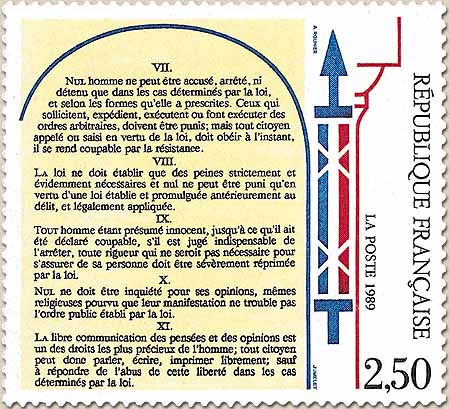 VII.
NUL homme ne peut être accusé, arrêté, ni
détenu que dans les cas déterminés par la loi,
et selon les formes qu'elle a prescrites. Ceux qui
sollicitent, expédient, exécutent ou font exécuter des
ordres arbitraires, doivent être punis; mais tout citoyen
appelé ou saisi en vertu de la loi, doit obéir à l'instant,
il se rend coupable par la résistance.
VIII.
LA loi ne doit établir que des peines strictement et
évidemment nécessaires et nul ne peut être puni qu'en
vertu d'une loi établie et promulguée antérieurement au
délit, et légalement appliquée.
IX.
TOUT homme étant présumé innocent, jusqu'à ce qu'il ait
été déclaré coupable, s'il est jugé indispensable de
l'arrêter, toute rigueur qui ne seroit pas nécessaire pour
s'assurer de sa personne doit être sévèrement réprimée
par la loi.
X.
NUL ne doit être inquiété pour ses opinions, mêmes
religieuses pourvu que leur manifestation ne trouble pas
l'ordre public établi par la loi.
XI.
LA libre communication des pensées et des opinions est
un des droits les plus précieux de l'homme; tout citoyen
peut donc parler, écrire, imprimer librement; sauf
à répondre de l'abus de cette liberté dans les cas
déterminés par la loi.
A. ROUHIER
JUMELET
LA POSTE 1989
RÉPUBLIQUE FRANÇAISE
2,50